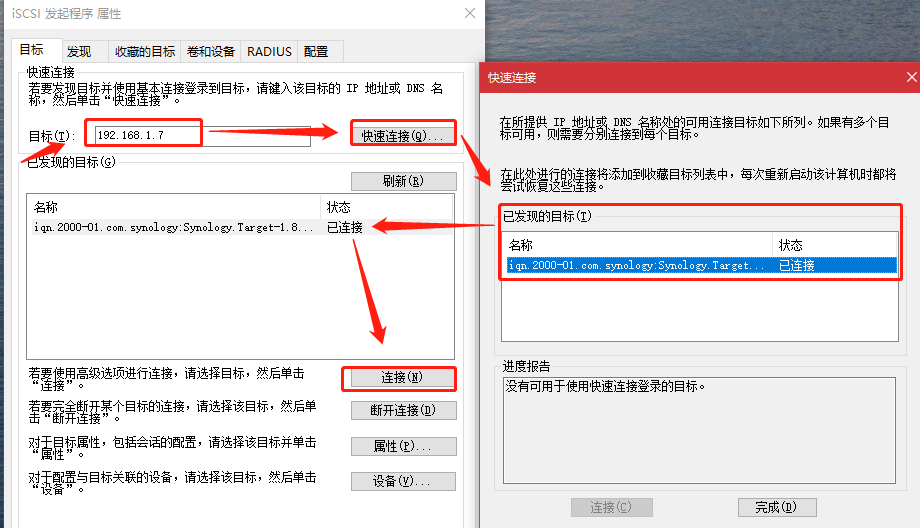 iSCSI 发起程序 属性
目标
发现
收藏的目标
卷和设备
RADIUS
配置
快速连接
若要发现目标并使用基本连接登录到目标，请键入该目标的 IP 地址或 DNS 名
称，然后单击“快速连接”。
目标(T):
192.168.1.7
快速连接(Q)...
已发现的目标(G)
刷新(R)
名称
状态
iqn.2000-01.com.synology:Synology.Target-1.8...
已连接
若要使用高级选项进行连接，请选择目标，然后单击
“连接”。
连接(N)
若要完全断开某个目标的连接，请选择该目标，然后单
击“断开连接”。
断开连接(D)
对于目标属性，包括会话的配置，请选择该目标并单击
“属性”。
属性(P)...
对于配置与目标关联的设备，请选择该目标，然后单击
“设备”。
设备(V)...
快速连接
在所提供 IP 地址或 DNS 名称处的可用连接目标如下所列。如果有多个目
标可用，则需要分别连接到每个目标。
在此处进行的连接将添加到收藏目标列表中，每次重新启动该计算机时都将
尝试恢复这些连接。
已发现的目标(T)
名称
状态
iqn.2000-01.com.synology:Synology.Target...
已连接
进度报告
没有可用于使用快速连接登录的目标。
连接(C)
完成(D)